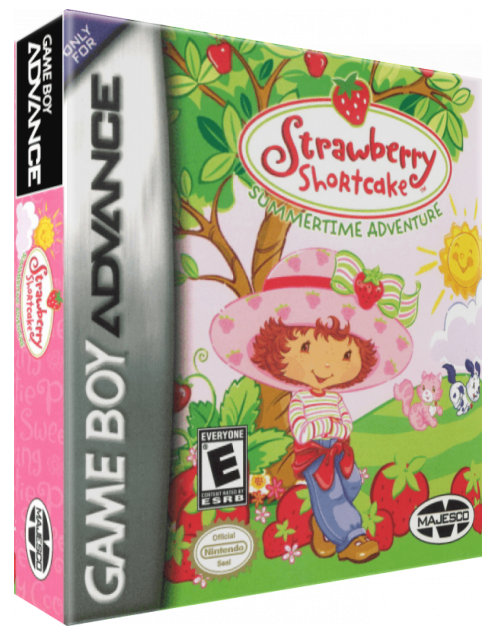 GAME BOY
ADVANCE
Strawberry
Shortcake
MAJESCO
ONLY
FOR
GAME BOY ADVANCE
Strawberry
Shortcake™
SUMMERTIME ADVENTURE
EVERYONE
E
CONTENT RATED BY
ESRB
Official
Nintendo
Seal
MAJESCO